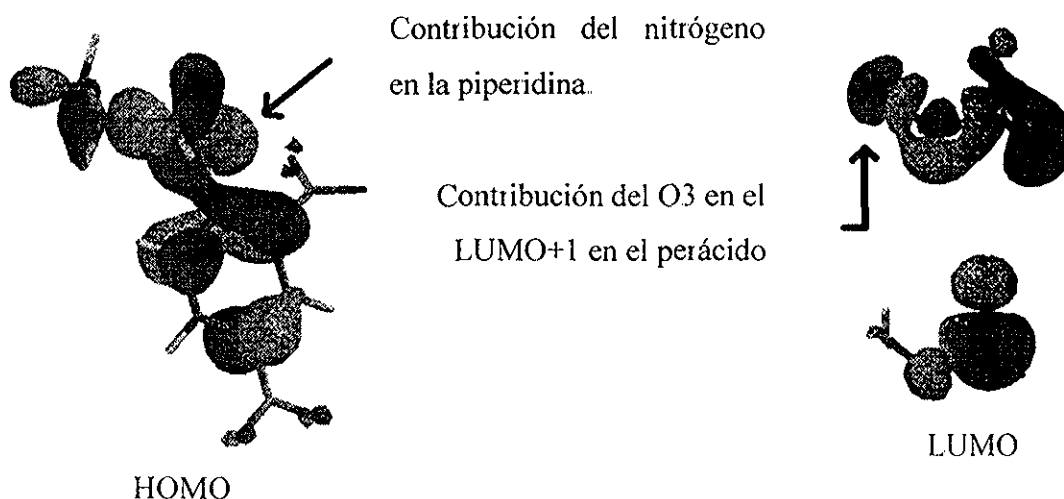 Contribución del nitrógeno
en la piperidina..
Contribución del O3 en el
LUMO+1 en el perácido
LUMO
HOMO